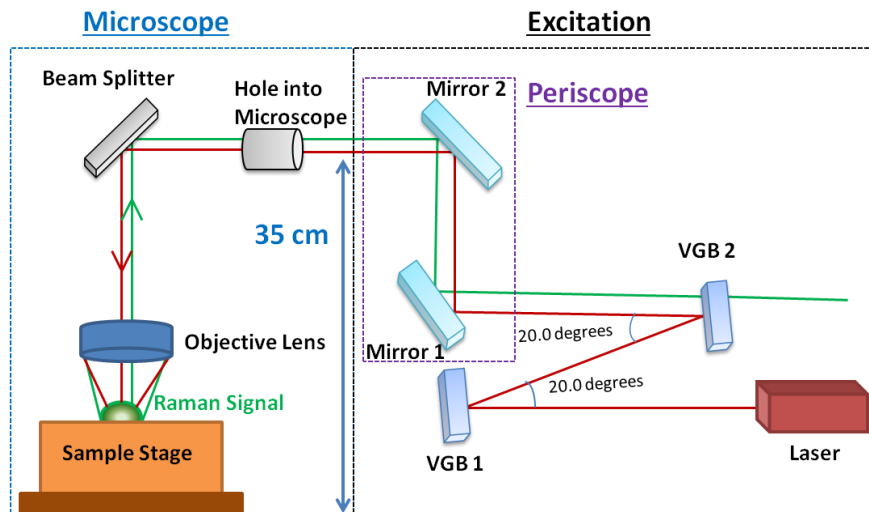 Microscope
Excitation
Beam Splitter
Hole into
Microscope
Mirror 2
Periscope
35 cm
VGB 2
Objective Lens
Mirror 1
20.0 degrees
20.0 degrees
Raman Signal
Sample Stage
VGB 1
Laser